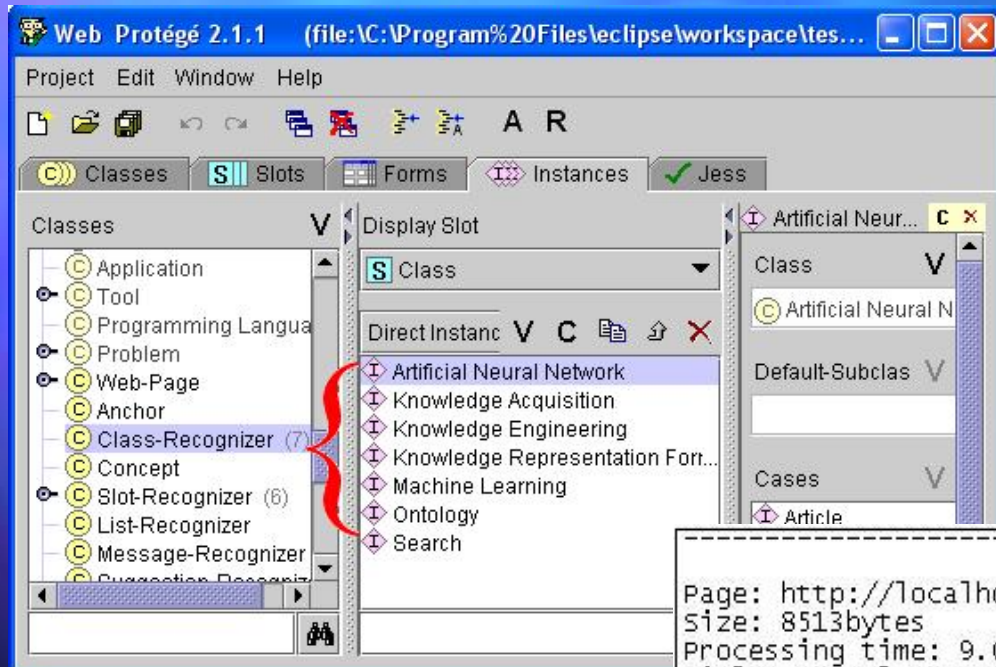 Web Protégé 2.1.1 (file:\C:\Program%20Files\eclipse\workspace\tes...
Project Edit Window Help
A R
Classes Slots Forms Instances Jess
Classes V
Application
Tool
Programming Langua
Problem
Web-Page
Anchor
Class-Recognizer (7)
Concept
Slot-Recognizer (6)
List-Recognizer
Message-Recognizer
Display Slot
S Class
Direct Instanc V C
Artificial Neural Network
Knowledge Acquisition
Knowledge Engineering
Knowledge Representation Forr...
Machine Learning
Ontology
Search
Artificial Neur... C
Class V
Artificial Neural N
Default-Subclas V
Cases V
Article
Page: http://localh
Size: 8513bytes
Processing time: 9.